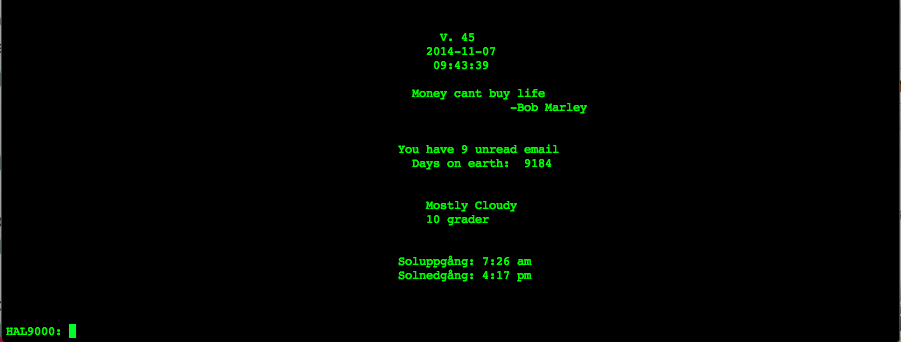 V. 45
2014-11-07
09:43:39
Money cant buy life
-Bob Marley
You have 9 unread email
Days on earth: 9184
Mostly Cloudy
10 grader
Soluppgång: 7:26 am
Solnedgång: 4:17 pm
HAL9000: